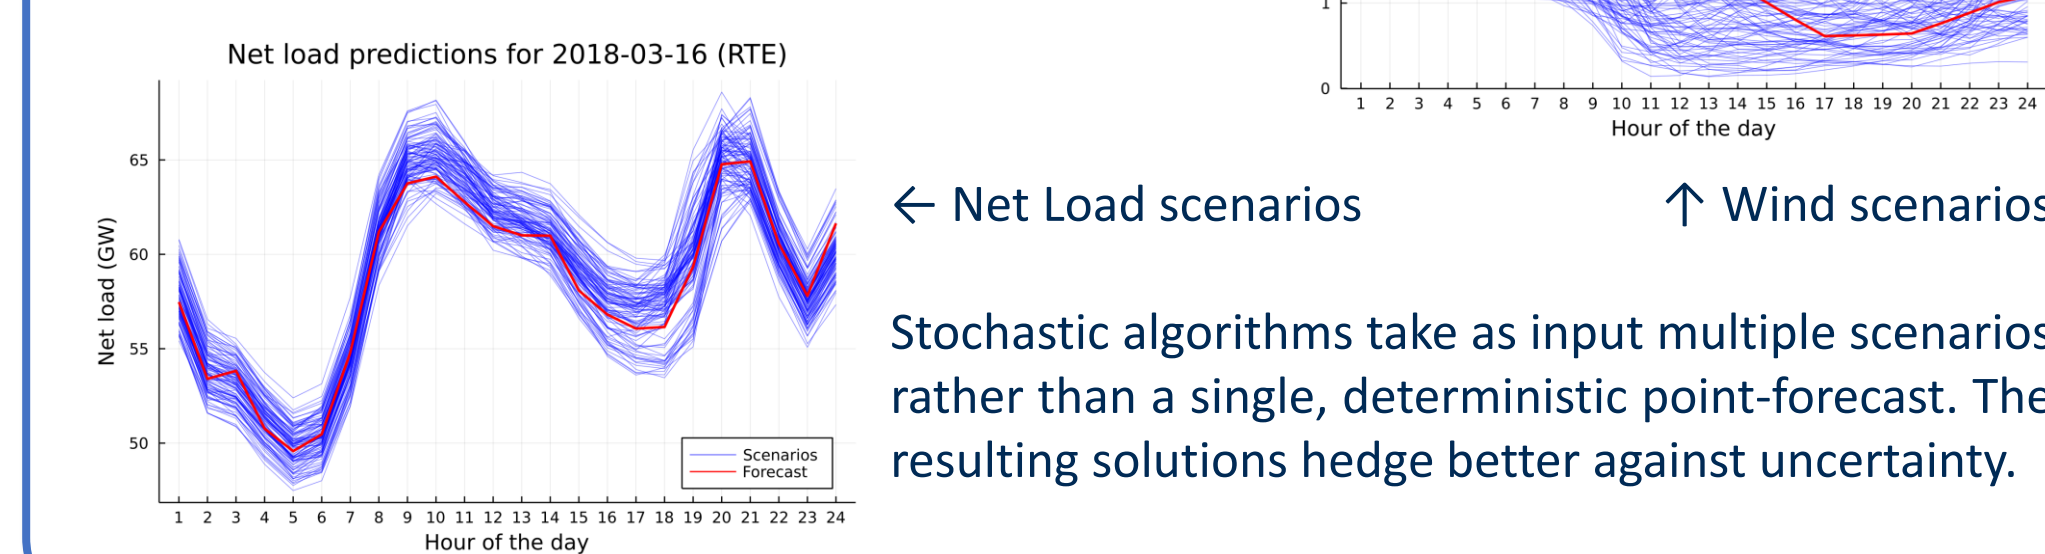 1
0
1 2 3 4 5 6 7 8 9 10 11 12 13 14 15 16 17 18 19 20 21 22 23 24
Hour of the day
Net load predictions for 2018-03-16 (RTE)
Net load (GW)
65
60
55
50
Scenarios
Forecast
1 2 3 4 5 6 7 8 9 10 11 12 13 14 15 16 17 18 19 20 21 22 23 24
Hour of the day
← Net Load scenarios
↑ Wind scenarios
Stochastic algorithms take as input multiple scenarios
rather than a single, deterministic point-forecast. The
resulting solutions hedge better against uncertainty.